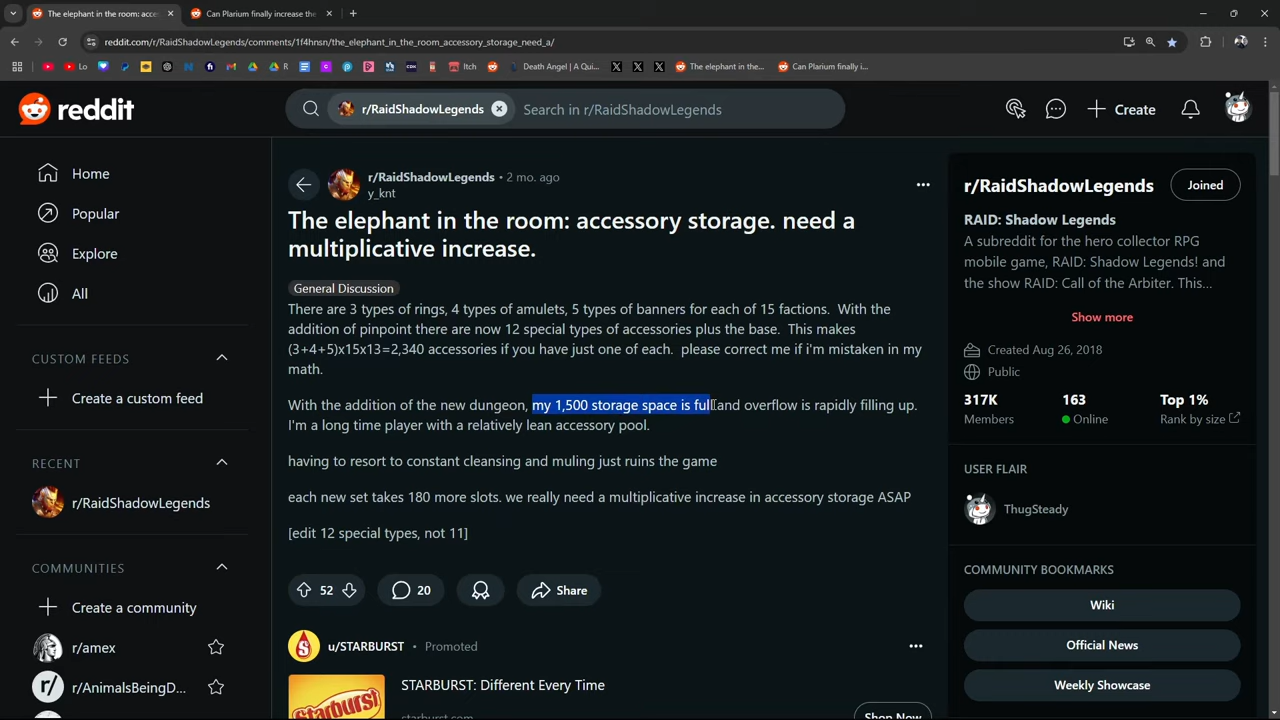 The elephant in the room: acce
Can Plarium finally increase the
reddit.com/r/RaidShadowLegends/comments/1f4hnsn/the_elephant_in_the_room_accessory_storage_need_a/
Lo
R
Itch
Death Angel | A Qui...
The elephant in the...
Can Plarium finally i...
reddit
r/RaidShadowLegends
Search in r/RaidShadowLegends
Create
Home
Popular
Explore
All
CUSTOM FEEDS
Create a custom feed
RECENT
r/RaidShadowLegends
COMMUNITIES
Create a community
r/amex
r/AnimalsBeingD...
r/RaidShadowLegends • 2 mo. ago
y_knt
The elephant in the room: accessory storage. need a
multiplicative increase.
General Discussion
There are 3 types of rings, 4 types of amulets, 5 types of banners for each of 15 factions. With the
addition of pinpoint there are now 12 special types of accessories plus the base. This makes
(3+4+5)x15x13=2,340 accessories if you have just one of each. please correct me if i'm mistaken in my
math.
With the addition of the new dungeon, my 1,500 storage space is full and overflow is rapidly filling up.
I'm a long time player with a relatively lean accessory pool.
having to resort to constant cleansing and muling just ruins the game
each new set takes 180 more slots. we really need a multiplicative increase in accessory storage ASAP
[edit 12 special types, not 11]
52
20
Share
u/STARBURST • Promoted
STARBURST: Different Every Time
starburst.com
Shop Now
r/RaidShadowLegends
Joined
RAID: Shadow Legends
A subreddit for the hero collector RPG
mobile game, RAID: Shadow Legends! and
the show RAID: Call of the Arbiter. This...
Show more
Created Aug 26, 2018
Public
317K
Members
163
Online
Top 1%
Rank by size
USER FLAIR
ThugSteady
COMMUNITY BOOKMARKS
Wiki
Official News
Weekly Showcase